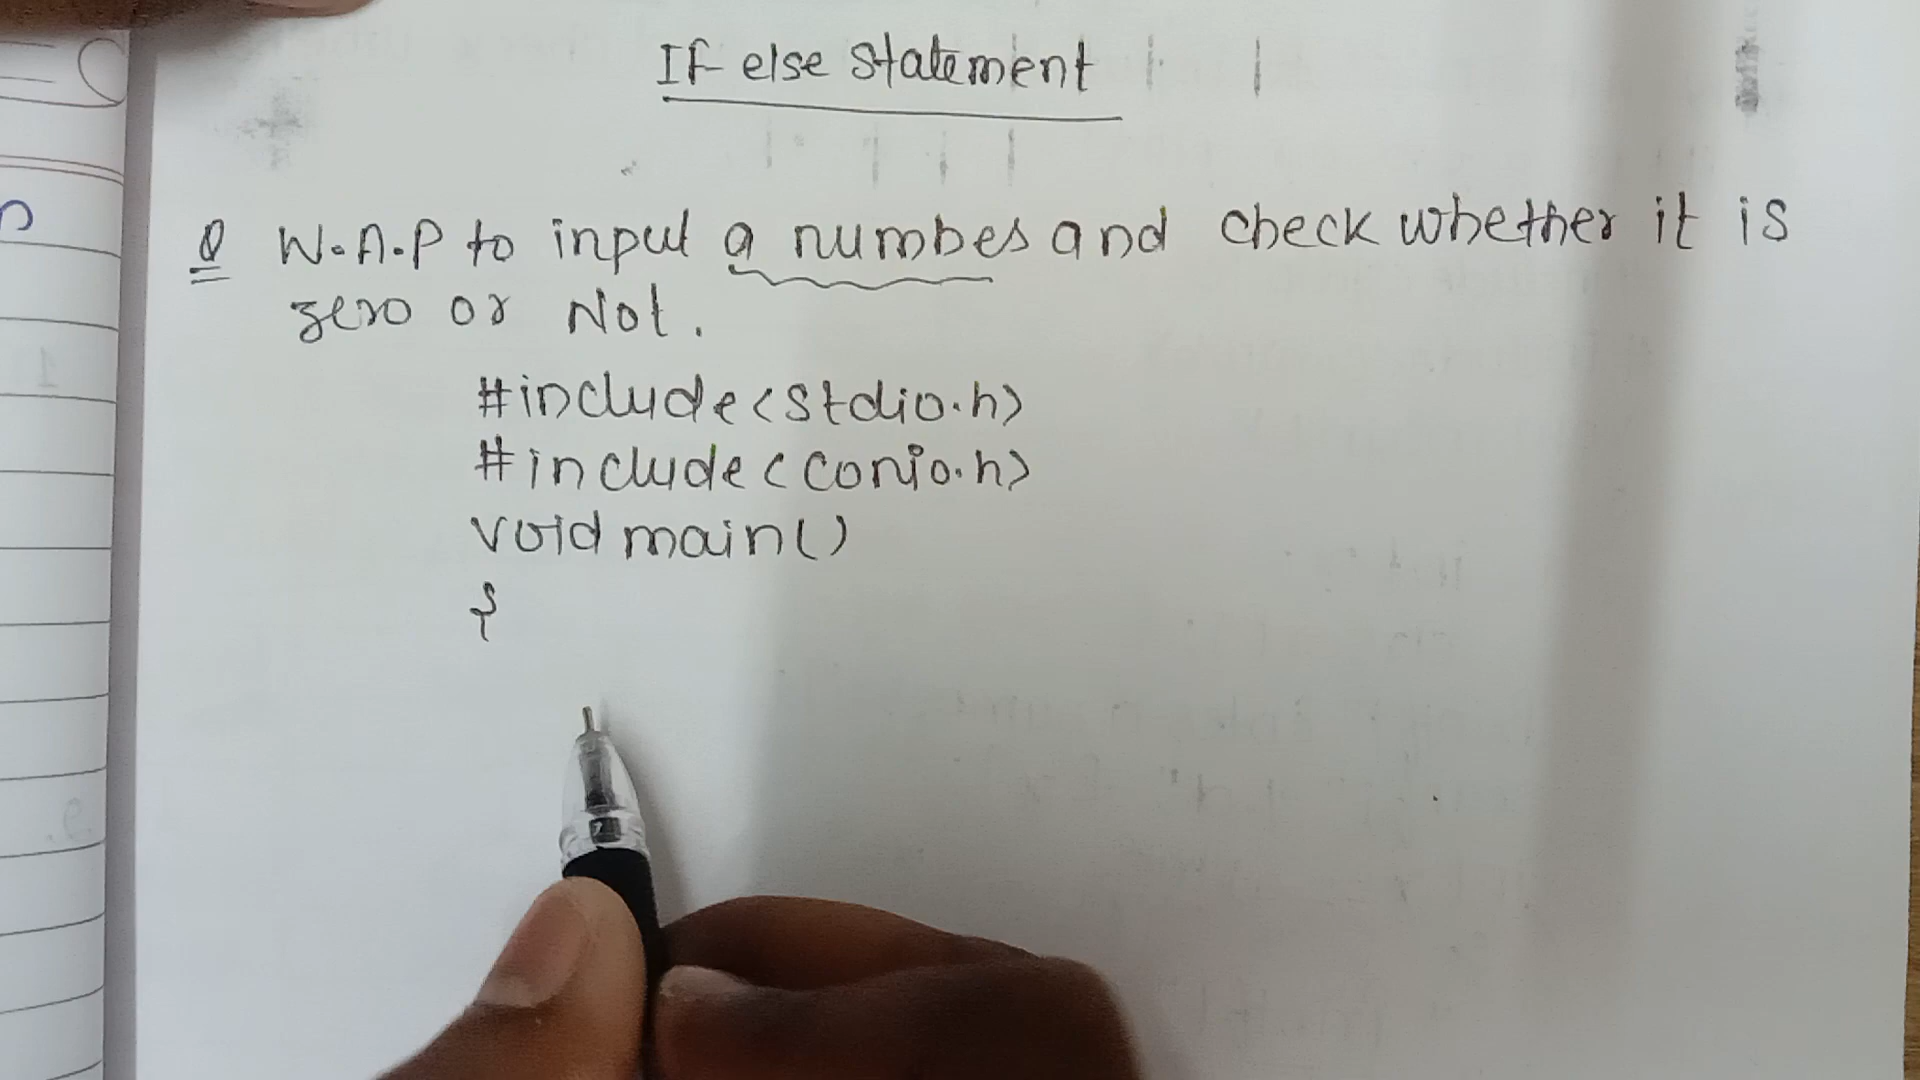 If else Statement
Q W.A.P to input a number and check whether it is
zero or Not.
#include<stdio.h>
#include<conio.h>
void main()
{